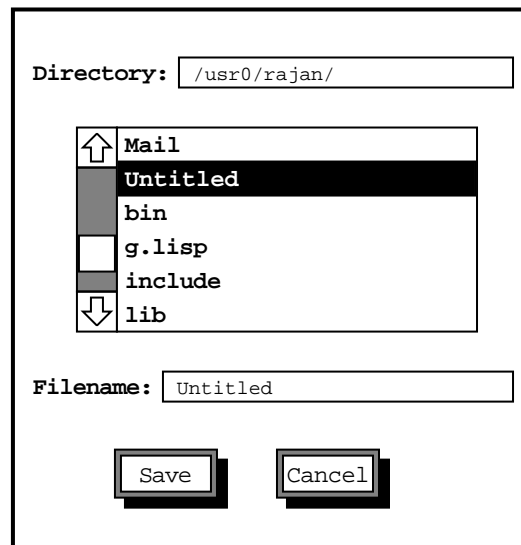 Directory: /usr0/rajan/
Mail
Untitled
bin
g.lisp
include
lib
Filename: Untitled
Save Cancel